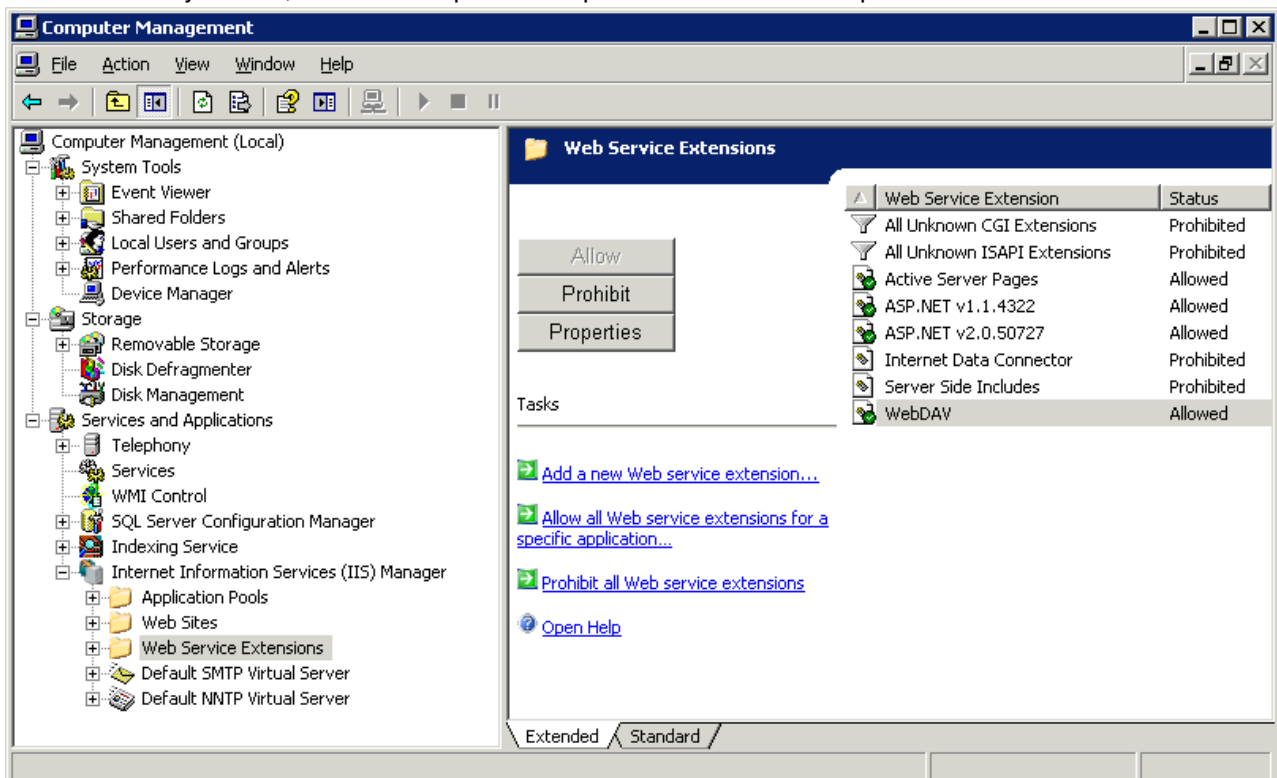 Computer Management
File Action View Window Help
Computer Management (Local)
System Tools
Event Viewer
Shared Folders
Local Users and Groups
Performance Logs and Alerts
Device Manager
Storage
Removable Storage
Disk Defragmenter
Disk Management
Services and Applications
Telephony
Services
WMI Control
SQL Server Configuration Manager
Indexing Service
Internet Information Services (IIS) Manager
Application Pools
Web Sites
Web Service Extensions
Default SMTP Virtual Server
Default NNTP Virtual Server
Web Service Extensions
Allow
Prohibit
Properties
Tasks
Add a new Web service extension...
Allow all Web service extensions for a
specific application...
Prohibit all Web service extensions
Open Help
Web Service Extension Status
All Unknown CGI Extensions Prohibited
All Unknown ISAPI Extensions Prohibited
Active Server Pages Allowed
ASP.NET v1.1.4322 Allowed
ASP.NET v2.0.50727 Allowed
Internet Data Connector Prohibited
Server Side Includes Prohibited
WebDAV Allowed
Extended Standard